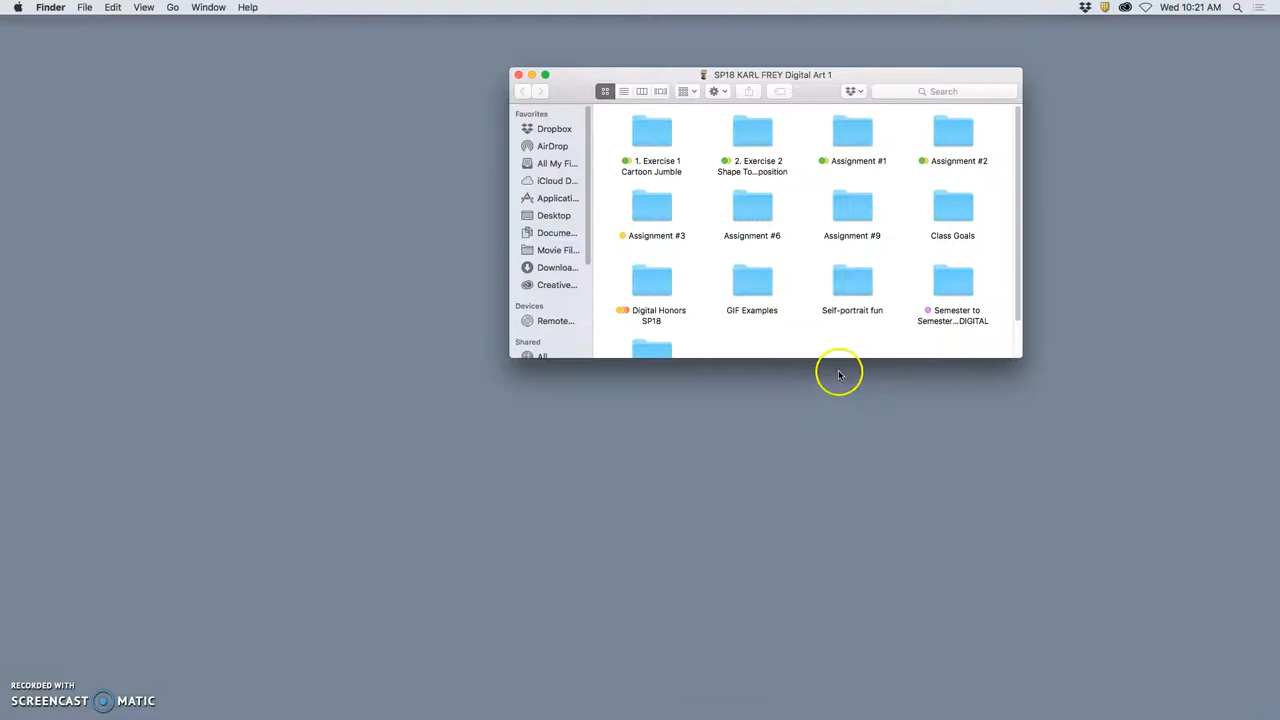 Finder File Edit View Go Window Help Wed 10:21 AM
SP18 KARL FREY Digital Art 1
Search
Favorites
Dropbox
AirDrop
All My Fi...
iCloud D...
Applicati...
Desktop
Docume...
Movie Fil...
Downloa...
Creative...
Devices
Remote...
Shared
All
1. Exercise 1
Cartoon Jumble
2. Exercise 2
Shape To...position
Assignment #1
Assignment #2
Assignment #3
Assignment #6
Assignment #9
Class Goals
Digital Honors
SP18
GIF Examples
Self-portrait fun
Semester to
Semester...DIGITAL
RECORDED WITH
SCREENCAST MATIC